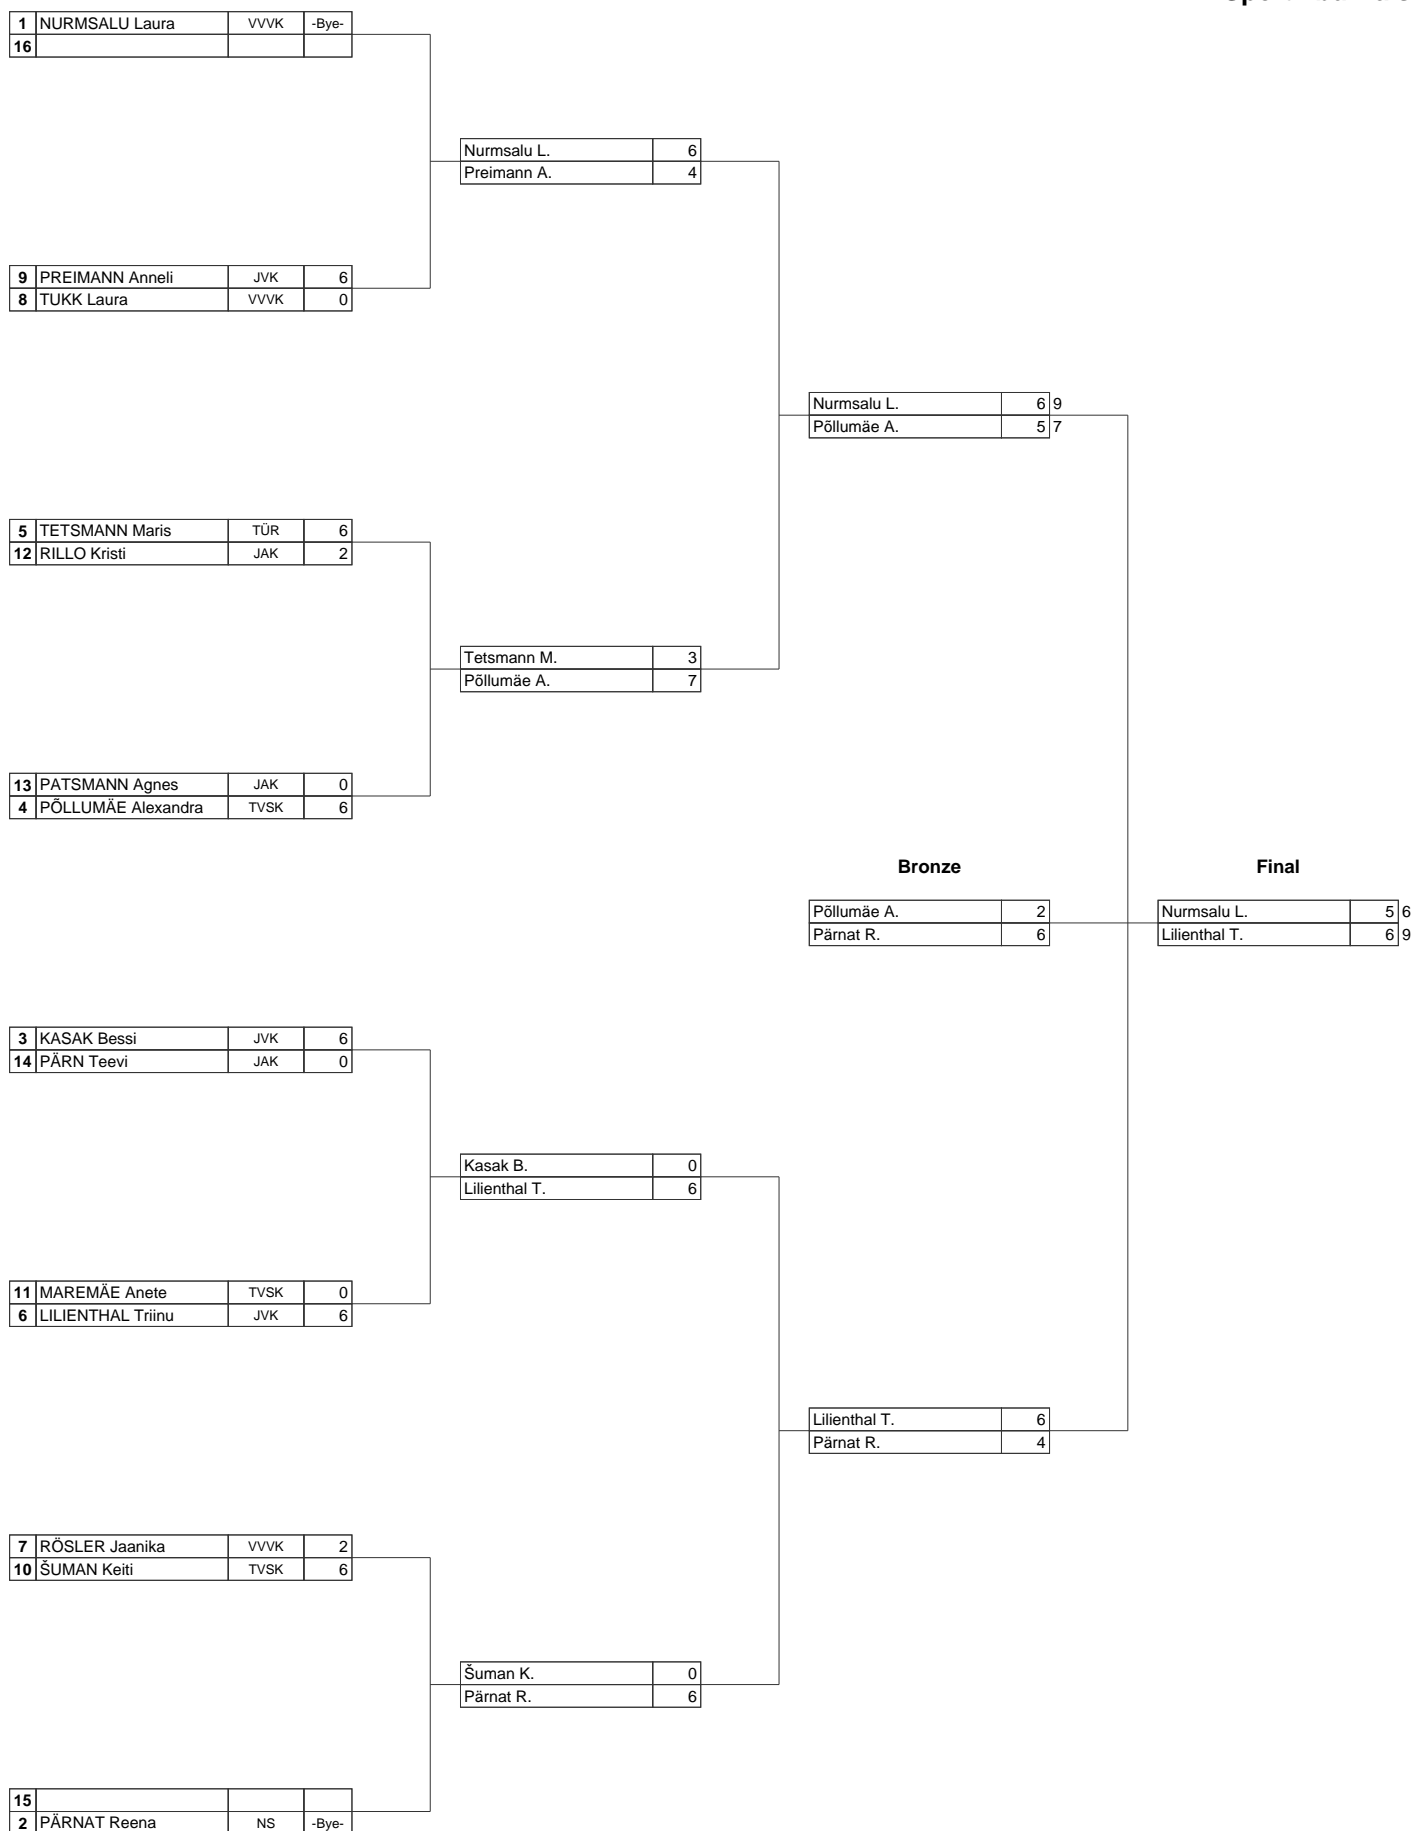 1 NURMSALU Laura VVVK -Bye-
16
Nurmsalu L. 6
Preimann A. 4
9 PREIMANN Anneli JVK 6
8 TUKK Laura VVVK 0
Nurmsalu L. 6 9
Põllumäe A. 5 7
5 TETSMANN Maris TÜR 6
12 RILLO Kristi JAK 2
Tetsmann M. 3
Põllumäe A. 7
13 PATSMANN Agnes JAK 0
4 PÕLLUMÄE Alexandra TVSK 6
Bronze Final
Põllumäe A. 2 Nurmsalu L. 5 6
Pärnat R. 6 Lilienthal T. 6 9
3 KASAK Bessi JVK 6
14 PÄRN Teevi JAK 0
Kasak B. 0
Lilienthal T. 6
11 MAREMÄE Anete TVSK 0
6 LILIENTHAL Triinu JVK 6
Lilienthal T. 6
Pärnat R. 4
7 RÖSLER Jaanika VVVK 2
10 ŠUMAN Keiti TVSK 6
Šuman K. 0
Pärnat R. 6
15
2 PÄRNAT Reena NS -Bye-